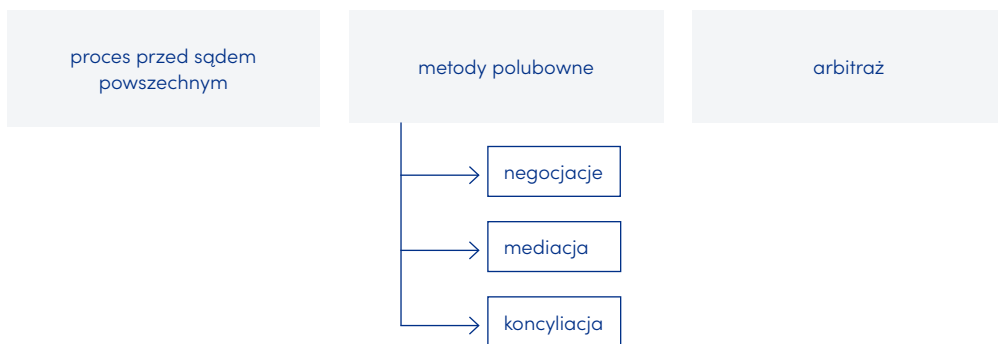 proces przed sądem
powszechnym
metody polubowne
arbitraż
negocjacje
mediacja
koncyliacja